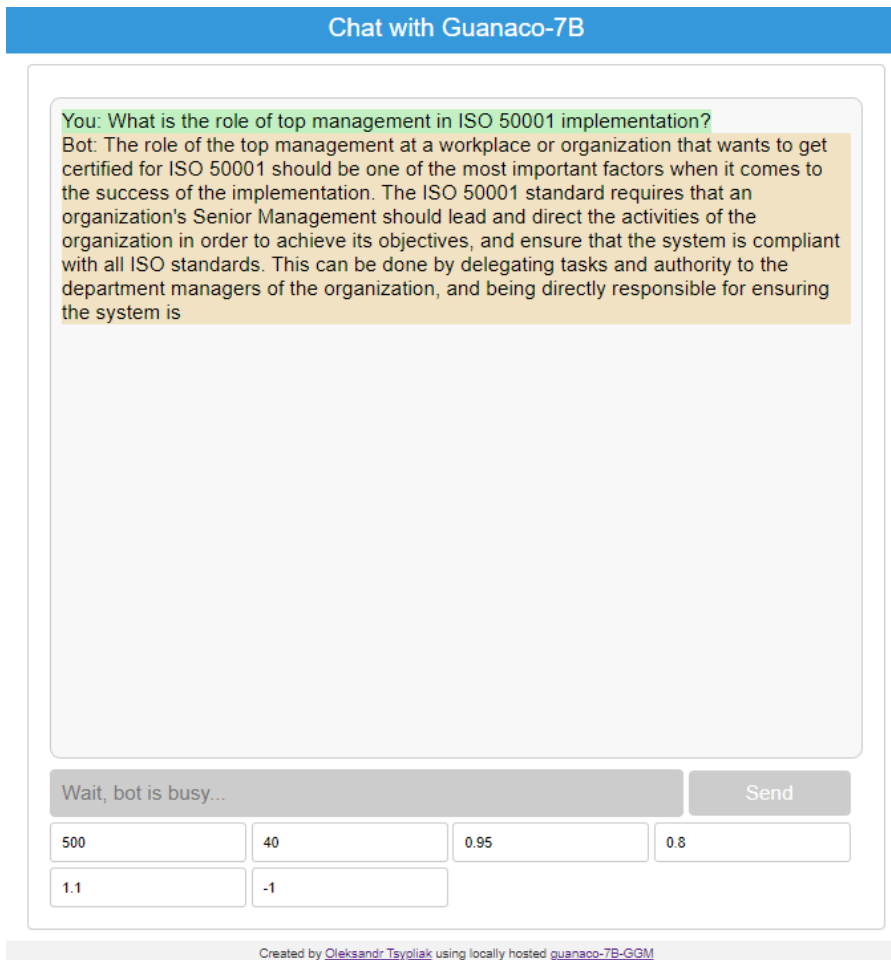 Chat with Guanaco-7B
You: What is the role of top management in ISO 50001 implementation?
Bot: The role of the top management at a workplace or organization that wants to get
certified for ISO 50001 should be one of the most important factors when it comes to
the success of the implementation. The ISO 50001 standard requires that an
organization's Senior Management should lead and direct the activities of the
organization in order to achieve its objectives, and ensure that the system is compliant
with all ISO standards. This can be done by delegating tasks and authority to the
department managers of the organization, and being directly responsible for ensuring
the system is
Wait, bot is busy...
Send
500
40
0.95
0.8
1.1
-1
Created by Oleksandr Tsypliak using locally hosted guanaco-7B-GGM